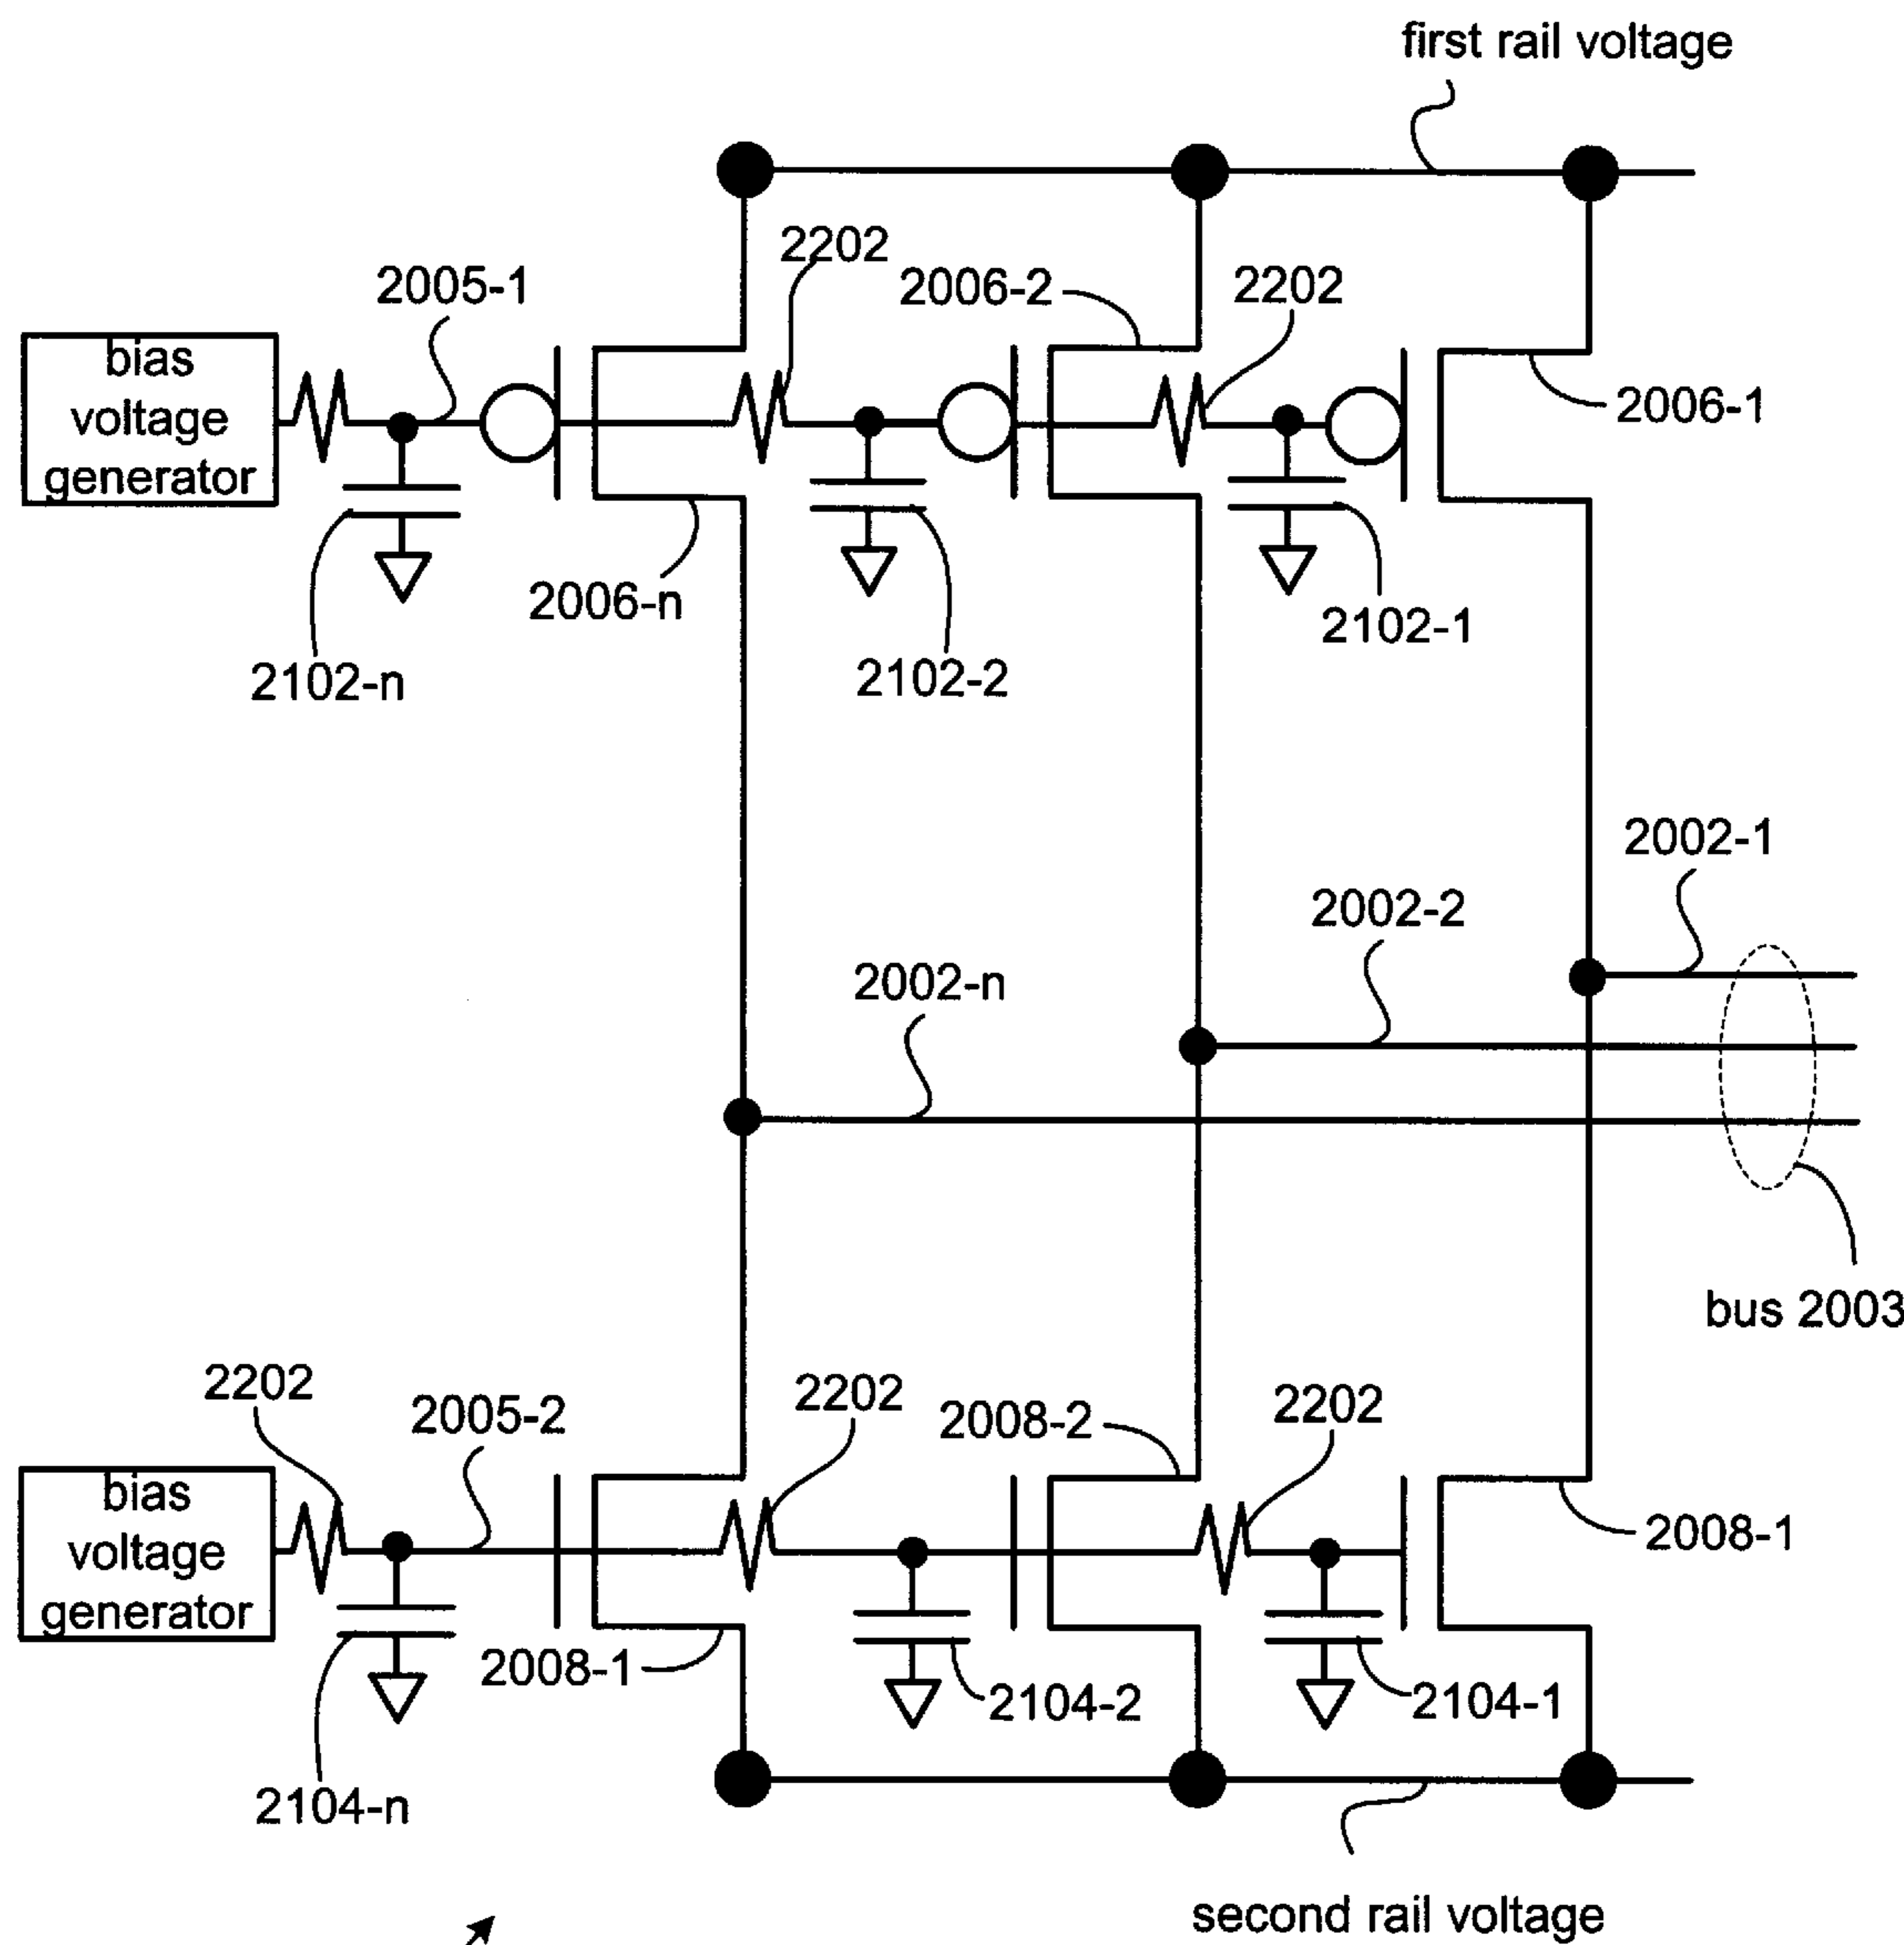 first rail voltage
2202
2005-1
2006-2
2202
bias
voltage
generator
2006-1
2006-n
2102-1
2102-n
2102-2
2002-1
2002-2
2002-n
bus 2003
2202
2005-2
2202
2008-2
2202
bias
voltage
generator
2008-1
2008-1
2104-2
2104-1
2104-n
second rail voltage